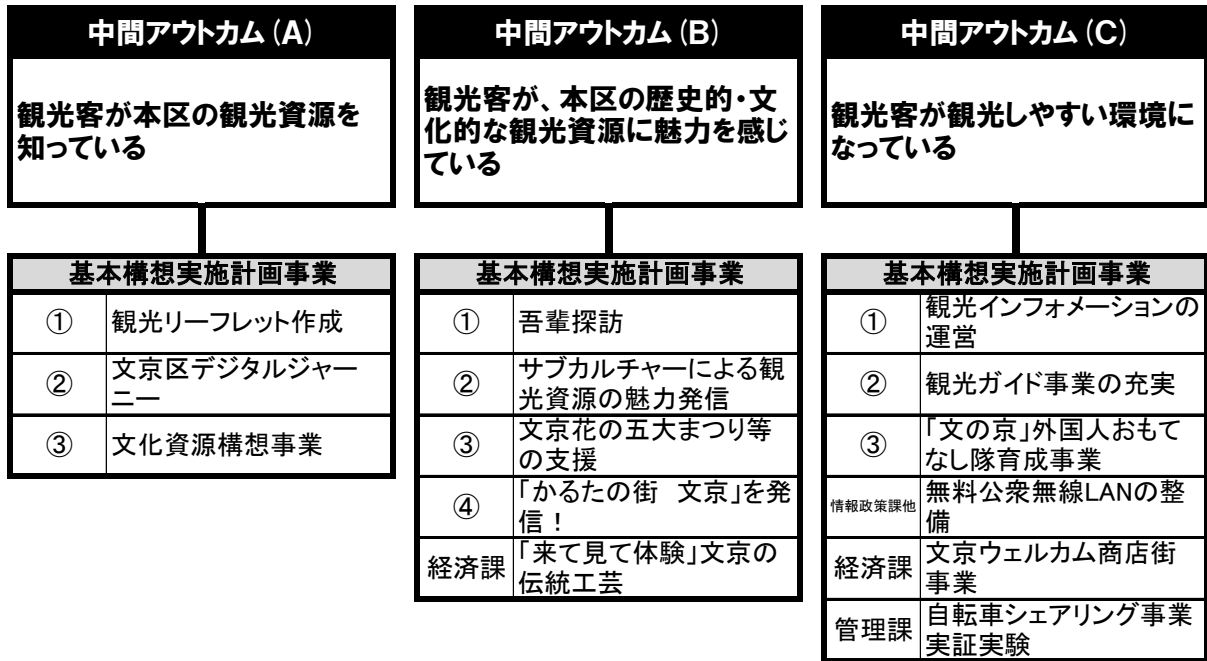 中間アウトカム(A)
観光客が本区の観光資源を
知っている
基本構想実施計画事業
① 観光リーフレット作成
② 文京区デジタルジャー
ニー
③ 文化資源構想事業
中間アウトカム(B)
観光客が、本区の歴史的・文
化的な観光資源に魅力を感じ
ている
基本構想実施計画事業
① 吾輩探訪
② サブカルチャーによる観
光資源の魅力発信
③ 文京花の五大まつり等
の支援
④ 「かるたの街 文京」を発
信！
経済課 「来て見て体験」文京の
伝統工芸
中間アウトカム(C)
観光客が観光しやすい環境に
なっている
基本構想実施計画事業
① 観光インフォメーションの
運営
② 観光ガイド事業の充実
③ 「文の京」外国人おもて
なし隊育成事業
情報政策課他 無料公衆無線LANの整
備
経済課 文京ウェルカム商店街
事業
管理課 自転車シェアリング事業
実証実験